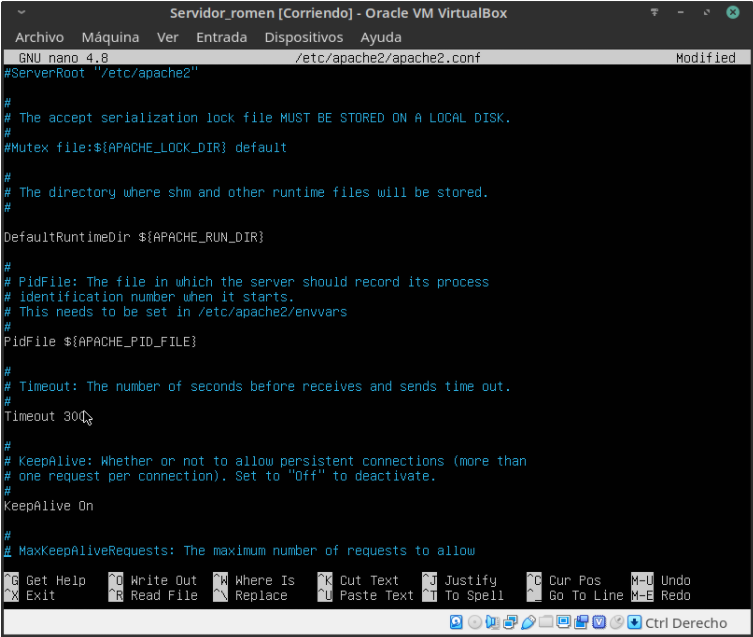 Servidor_romen [Corriendo] - Oracle VM VirtualBox
Archivo Máquina Ver Entrada Dispositivos Ayuda
GNU nano 4.8 /etc/apache2/apache2.conf Modified
#ServerRoot "/etc/apache2"
#
# The accept serialization lock file MUST BE STORED ON A LOCAL DISK.
#
#Mutex file:${APACHE_LOCK_DIR} default
#
# The directory where shm and other runtime files will be stored.
#
DefaultRuntimeDir ${APACHE_RUN_DIR}
#
# PidFile: The file in which the server should record its process
# identification number when it starts.
# This needs to be set in /etc/apache2/envvars
#
PidFile ${APACHE_PID_FILE}
#
# Timeout: The number of seconds before receives and sends time out.
#
Timeout 300
#
# KeepAlive: Whether or not to allow persistent connections (more than
# one request per connection). Set to "Off" to deactivate.
#
KeepAlive On
#
# MaxKeepAliveRequests: The maximum number of requests to allow
^G Get Help ^O Write Out ^W Where Is ^K Cut Text ^J Justify ^C Cur Pos M-U Undo
^X Exit ^R Read File ^\ Replace ^U Paste Text ^T To Spell ^_ Go To Line M-E Redo
Ctrl Derecho